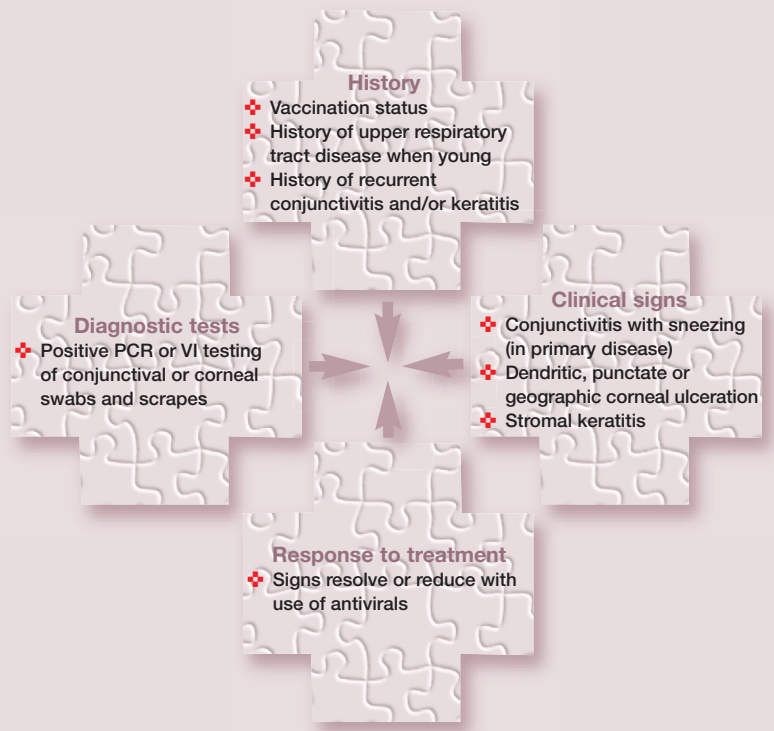 History
Vaccination status
History of upper respiratory
tract disease when young
History of recurrent
conjunctivitis and/or keratitis
Diagnostic tests
Positive PCR or VI testing
of conjunctival or corneal
swabs and scrapes
Clinical signs
Conjunctivitis with sneezing
(in primary disease)
Dendritic, punctate or
geographic corneal ulceration
Stromal keratitis
Response to treatment
Signs resolve or reduce with
use of antivirals